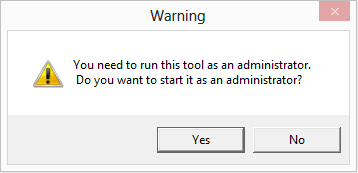 Warning
You need to run this tool as an administrator.
Do you want to start it as an administrator?
Yes
No